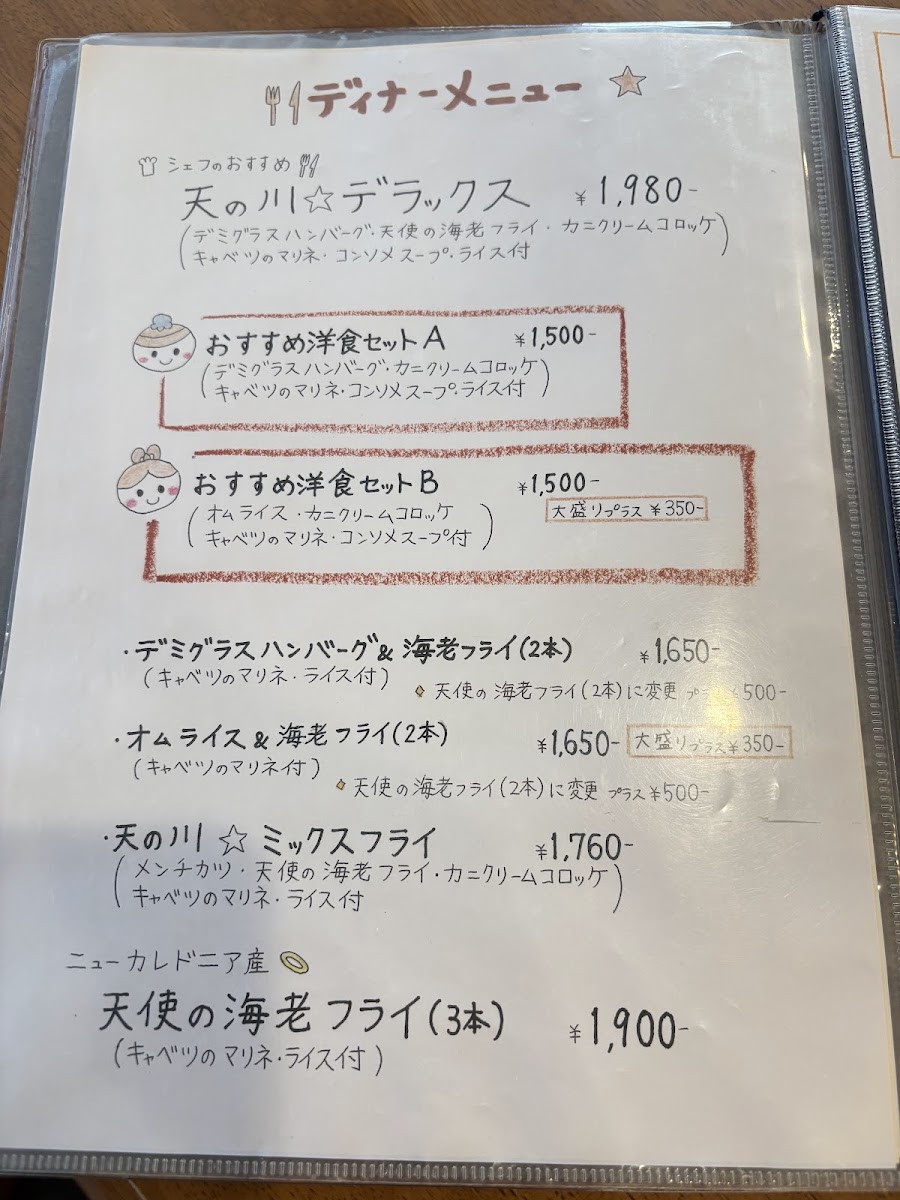 ディナーメニュー
シェフのおすすめ
天の川☆デラックス ¥1,980-
(デミグラスハンバーグ・天使の海老フライ・カニクリームコロッケ
キャベツのマリネ・コンソメスープ・ライス付)
おすすめ洋食セットA ¥1,500-
(デミグラスハンバーグ・カニクリームコロッケ
キャベツのマリネ・コンソメスープ・ライス付)
おすすめ洋食セットB ¥1,500-
大盛りプラス ¥350-
(オムライス・カニクリームコロッケ
キャベツのマリネ・コンソメスープ付)
・デミグラスハンバーグ&海老フライ(2本) ¥1,650-
(キャベツのマリネ・ライス付)
天使の海老フライ(2本)に変更 プラス¥500-
・オムライス&海老フライ(2本) ¥1,650- 大盛りプラス¥350-
(キャベツのマリネ付)
天使の海老フライ(2本)に変更 プラス¥500-
・天の川☆ミックスフライ ¥1,760-
(メンチカツ・天使の海老フライ・カニクリームコロッケ
キャベツのマリネ・ライス付)
ニューカレドニア産
天使の海老フライ(3本) ¥1,900-
(キャベツのマリネ・ライス付)